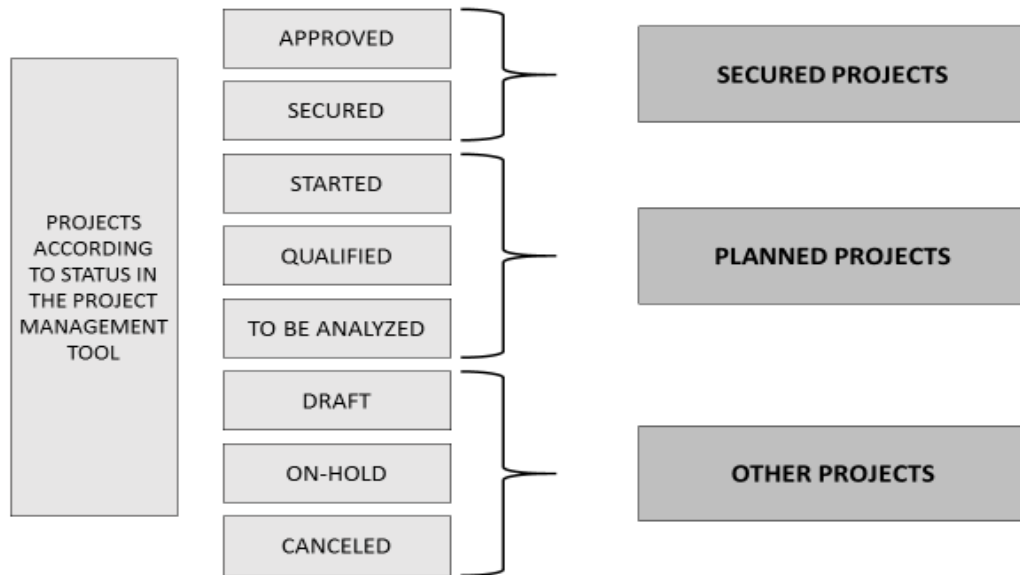 PROJECTS
ACCORDING
TO STATUS IN
THE PROJECT
MANAGEMENT
TOOL
APPROVED
SECURED
STARTED
QUALIFIED
TO BE ANALYZED
DRAFT
ON-HOLD
CANCELED
SECURED PROJECTS
PLANNED PROJECTS
OTHER PROJECTS